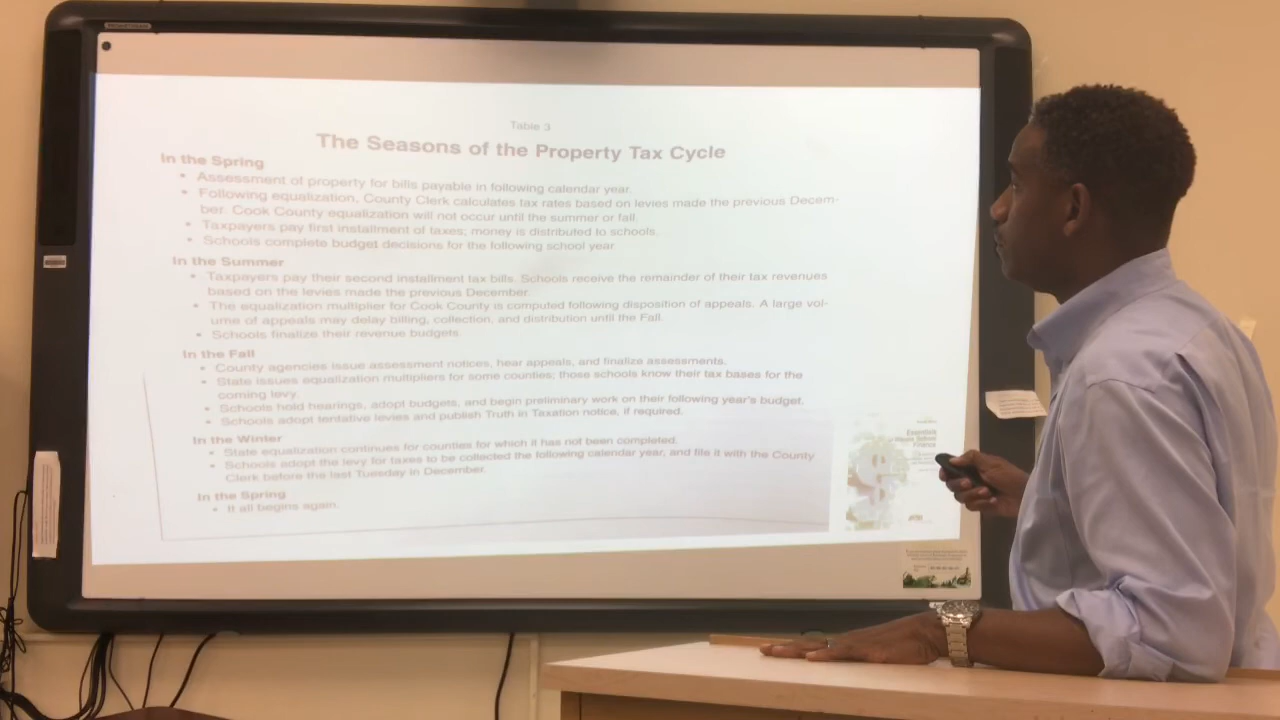 PROMETHEAN
Table 3
The Seasons of the Property Tax Cycle
In the Spring
• Assessment of property for bills payable in following calendar year.
• Following equalization, County Clerk calculates tax rates based on levies made the previous Decem-
ber. Cook County equalization will not occur until the summer or fall.
• Taxpayers pay first installment of taxes; money is distributed to schools.
• Schools complete budget decisions for the following school year.
In the Summer
• Taxpayers pay their second installment tax bills. Schools receive the remainder of their tax revenues
based on the levies made the previous December.
• The equalization multiplier for Cook County is computed following disposition of appeals. A large vol-
ume of appeals may delay billing, collection, and distribution until the Fall.
• Schools finalize their revenue budgets.
In the Fall
• County agencies issue assessment notices, hear appeals, and finalize assessments.
• State issues equalization multipliers for some counties; those schools know their tax bases for the
coming levy.
• Schools hold hearings, adopt budgets, and begin preliminary work on their following year's budget.
• Schools adopt tentative levies and publish Truth in Taxation notice, if required.
In the Winter
• State equalization continues for counties for which it has not been completed.
• Schools adopt the levy for taxes to be collected the following calendar year, and file it with the County
Clerk before the last Tuesday in December.
In the Spring
• It all begins again.
Essentials
of Illinois School
Finance